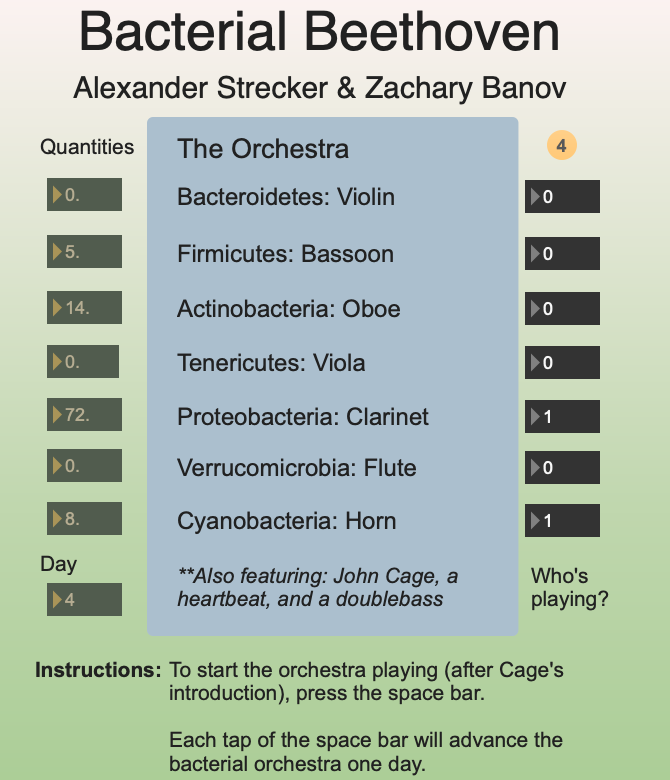 Bacterial Beethoven
Alexander Strecker & Zachary Banov
Quantities
The Orchestra
4
0.
Bacteroidetes: Violin
0
5.
Firmicutes: Bassoon
0
14.
Actinobacteria: Oboe
0
0.
Tenericutes: Viola
0
72.
Proteobacteria: Clarinet
1
0.
Verrucomicrobia: Flute
0
8.
Cyanobacteria: Horn
1
Day
4
**Also featuring: John Cage, a
heartbeat, and a doublebass
Who's
playing?
Instructions: To start the orchestra playing (after Cage's
introduction), press the space bar.
Each tap of the space bar will advance the
bacterial orchestra one day.